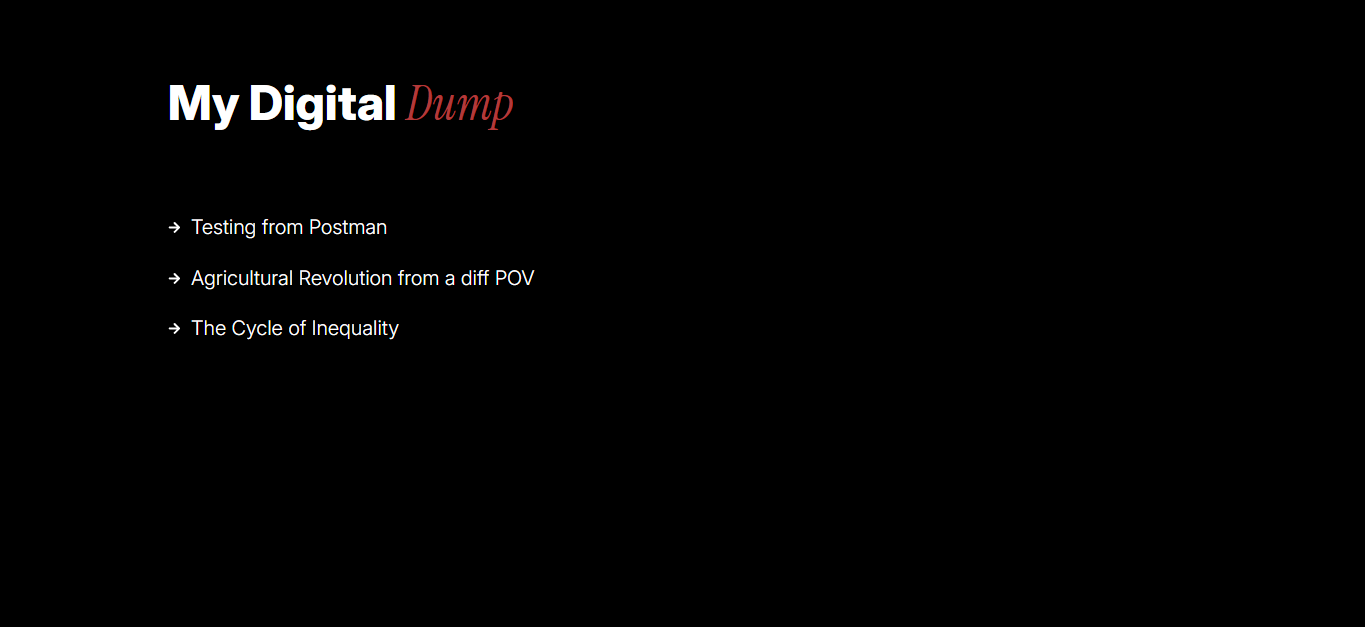 My Digital Dump
→ Testing from Postman
→ Agricultural Revolution from a diff POV
→ The Cycle of Inequality